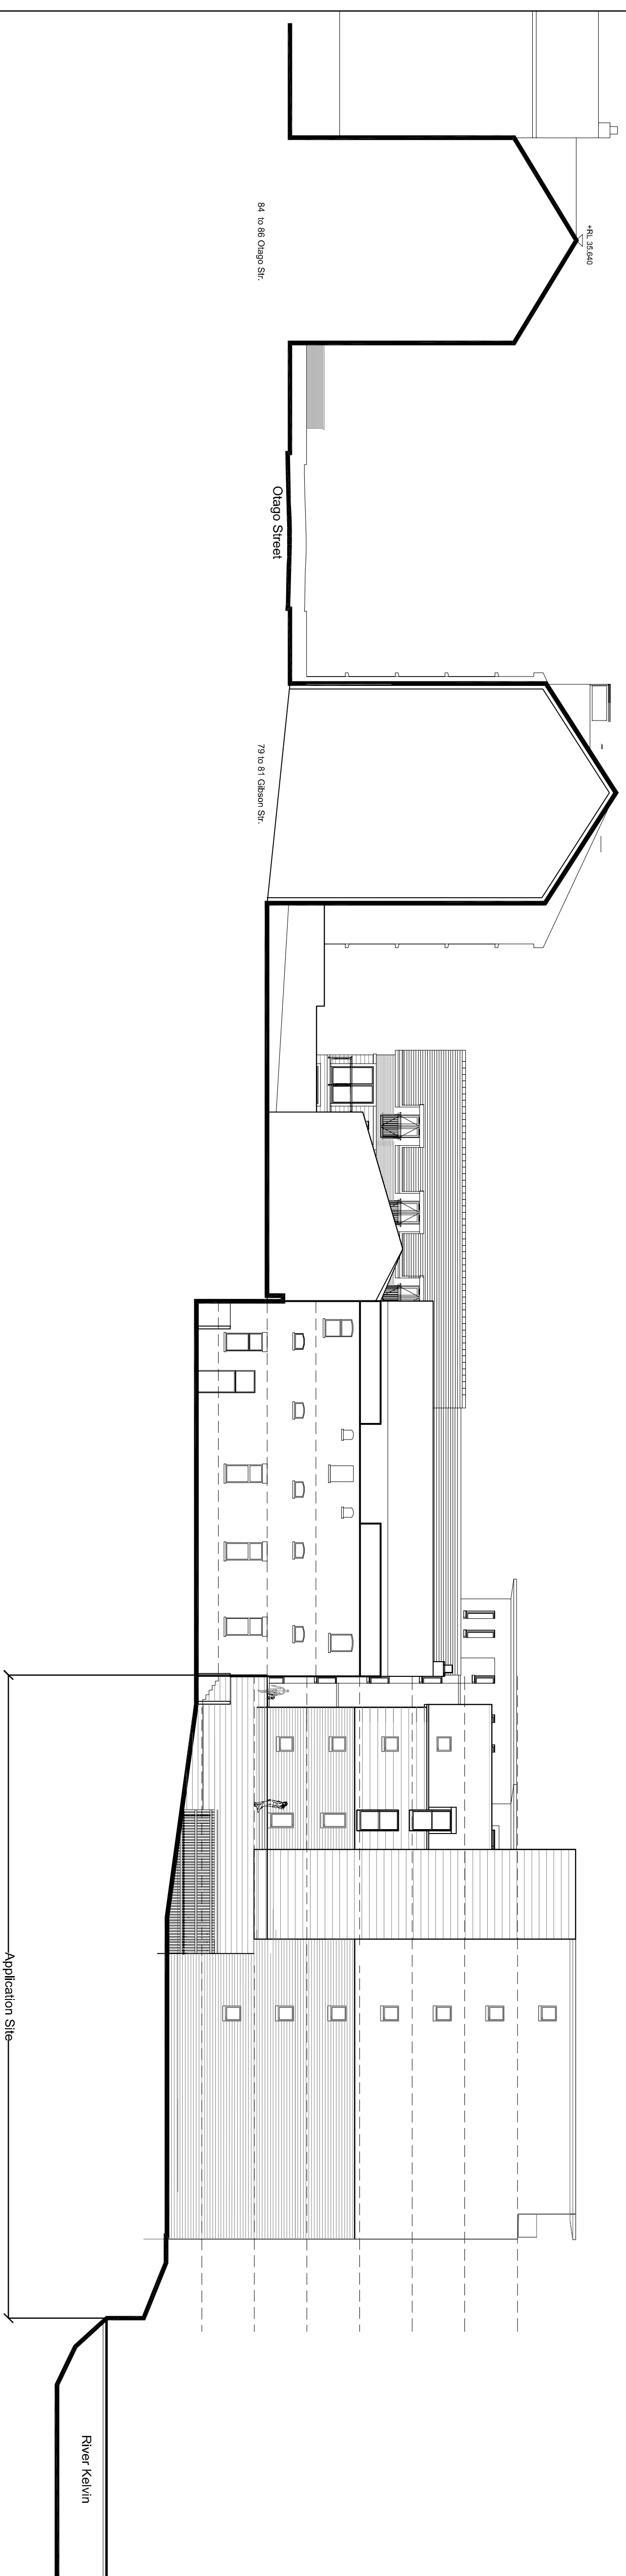 +RL 35.640
84 to 86 Otago Str.
Otago Street
79 to 81 Gibson Str.
Application Site
River Kelvin